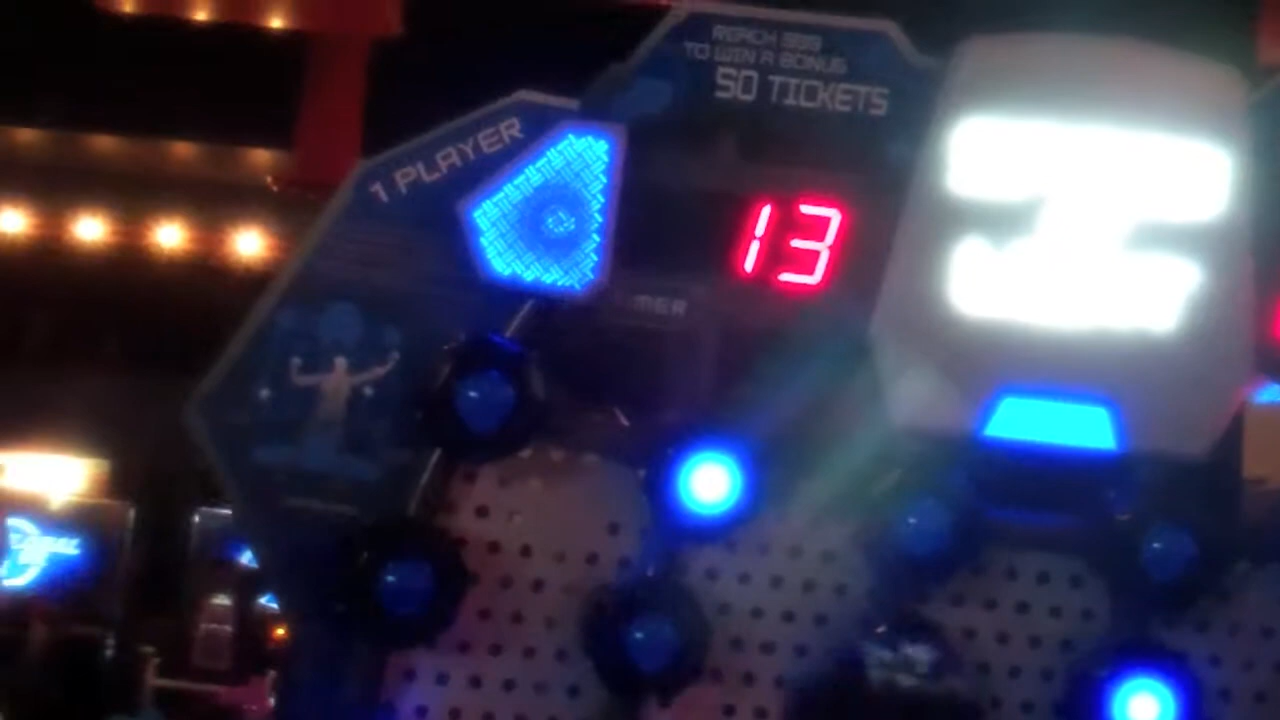 REACH 999
TO WIN A BONUS
50 TICKETS
1 PLAYER
13